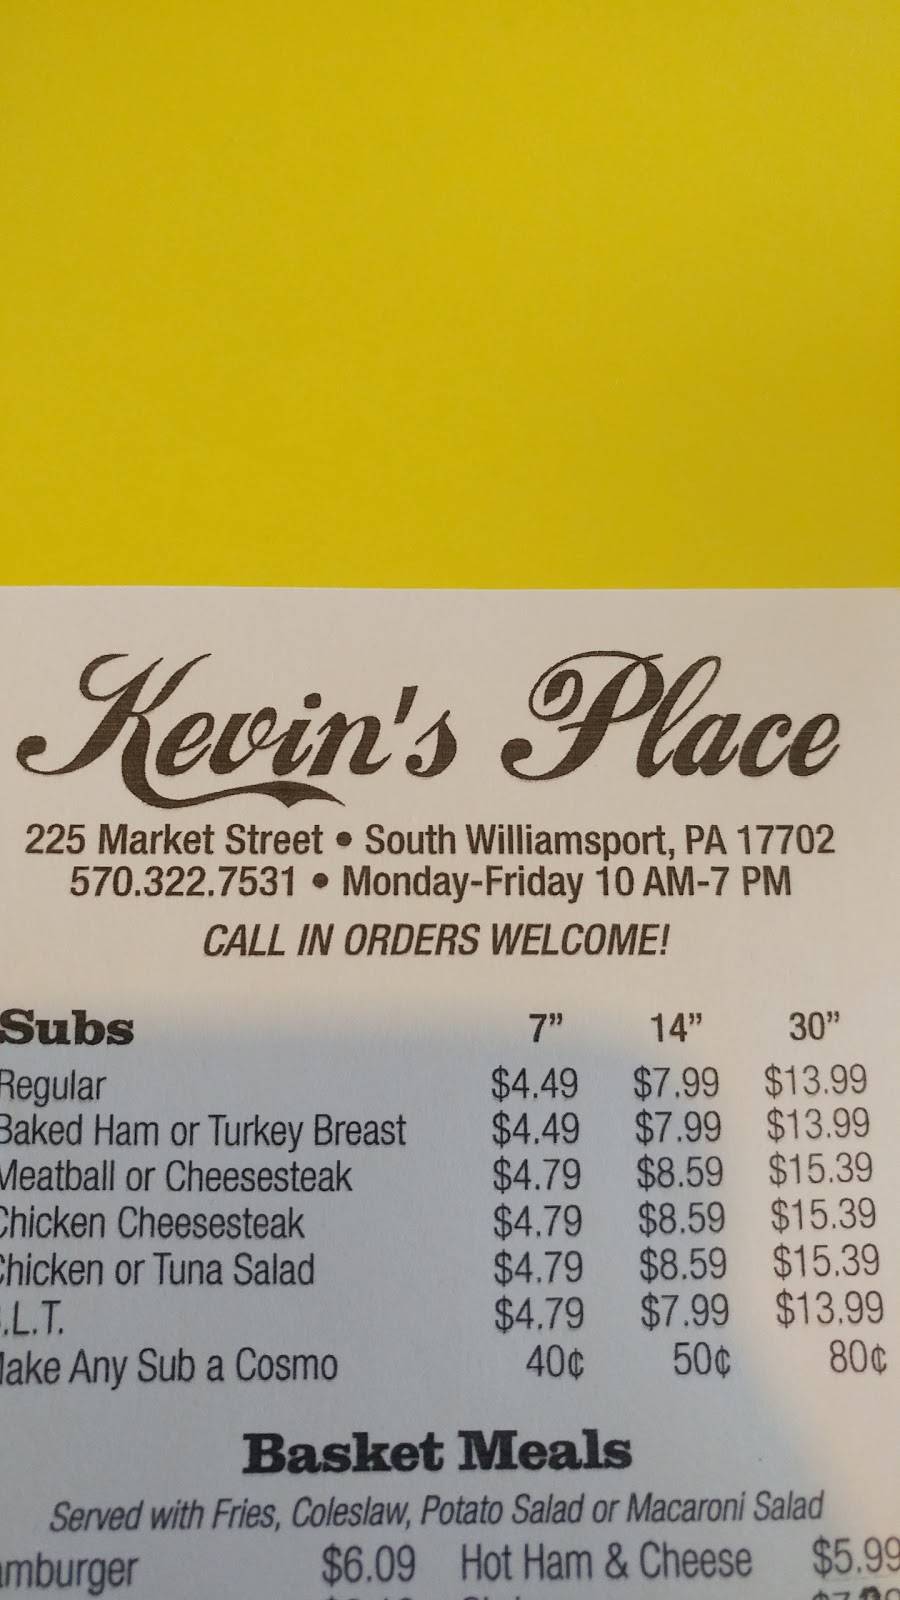 Kevin's Place
225 Market Street • South Williamsport, PA 17702
570.322.7531 • Monday-Friday 10 AM-7 PM
CALL IN ORDERS WELCOME!
Subs 7” 14” 30”
Regular $4.49 $7.99 $13.99
Baked Ham or Turkey Breast $4.49 $7.99 $13.99
Meatball or Cheesesteak $4.79 $8.59 $15.39
Chicken Cheesesteak $4.79 $8.59 $15.39
Chicken or Tuna Salad $4.79 $8.59 $15.39
.L.T. $4.79 $7.99 $13.99
Make Any Sub a Cosmo 40¢ 50¢ 80¢
Basket Meals
Served with Fries, Coleslaw, Potato Salad or Macaroni Salad
amburger $6.09 Hot Ham & Cheese $5.99